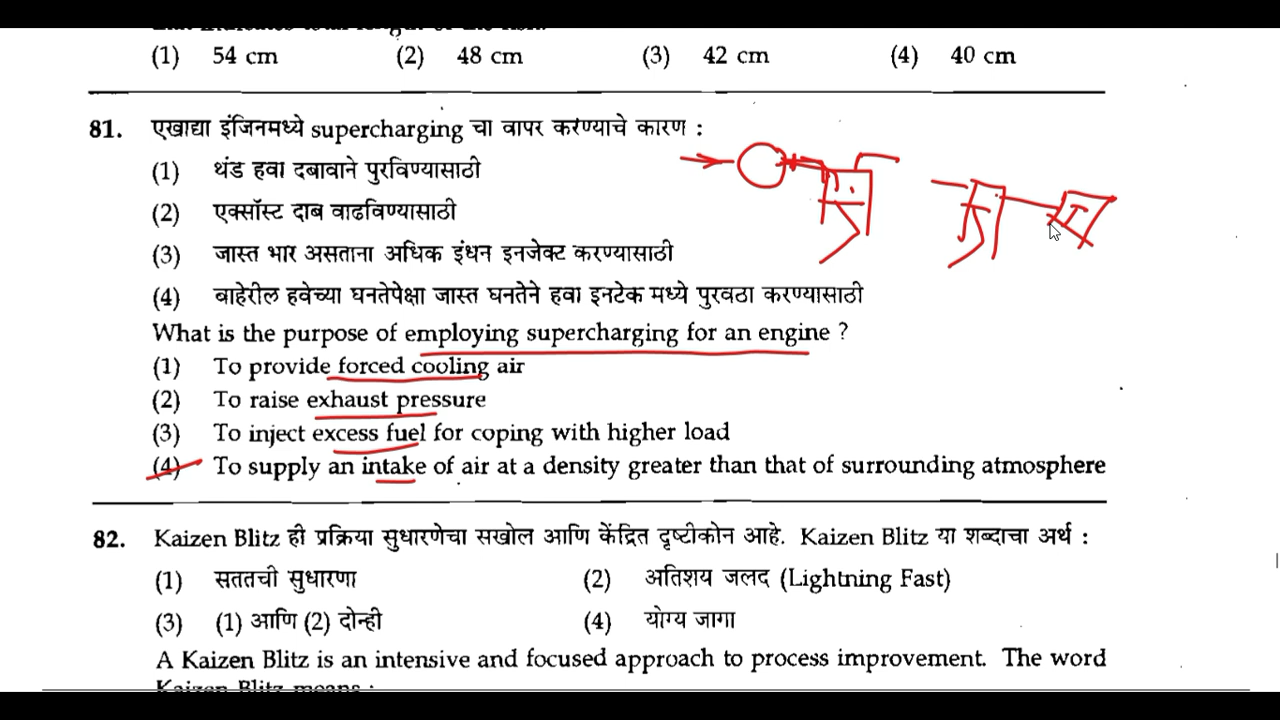 (1) 54 cm (2) 48 cm (3) 42 cm (4) 40 cm
81. एखाद्या इंजिनमध्ये supercharging चा वापर करण्याचे कारण :
(1) थंड हवा दबावाने पुरविण्यासाठी
(2) एक्सॉस्ट दाब वाढविण्यासाठी
(3) जास्त भार असताना अधिक इंधन इनजेक्ट करण्यासाठी
(4) बाहेरील हवेच्या घनतेपेक्षा जास्त घनतेने हवा इनटेक मध्ये पुरवठा करण्यासाठी
What is the purpose of employing supercharging for an engine ?
(1) To provide forced cooling air
(2) To raise exhaust pressure
(3) To inject excess fuel for coping with higher load
(4) To supply an intake of air at a density greater than that of surrounding atmosphere
82. Kaizen Blitz ही प्रक्रिया सुधारणेचा सखोल आणि केंद्रित दृष्टीकोन आहे. Kaizen Blitz या शब्दाचा अर्थ :
(1) सततची सुधारणा (2) अतिशय जलद (Lightning Fast)
(3) (1) आणि (2) दोन्ही (4) योग्य जागा
A Kaizen Blitz is an intensive and focused approach to process improvement. The word
Kaizen Blitz means :